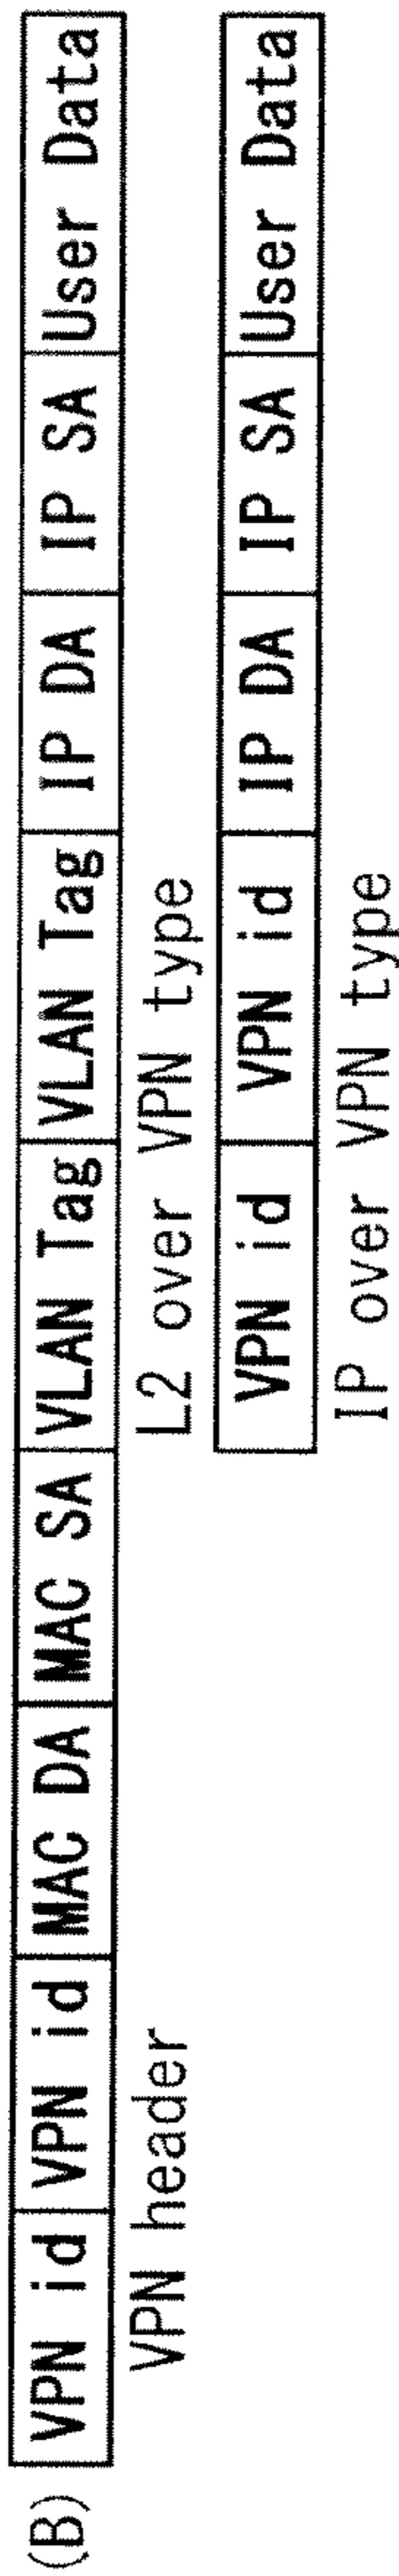 (B) VPN id VPN id MAC DA MAC SA VLAN Tag VLAN Tag IP DA IP SA User Data
VPN header L2 over VPN type
VPN id VPN id IP DA IP SA User Data
IP over VPN type